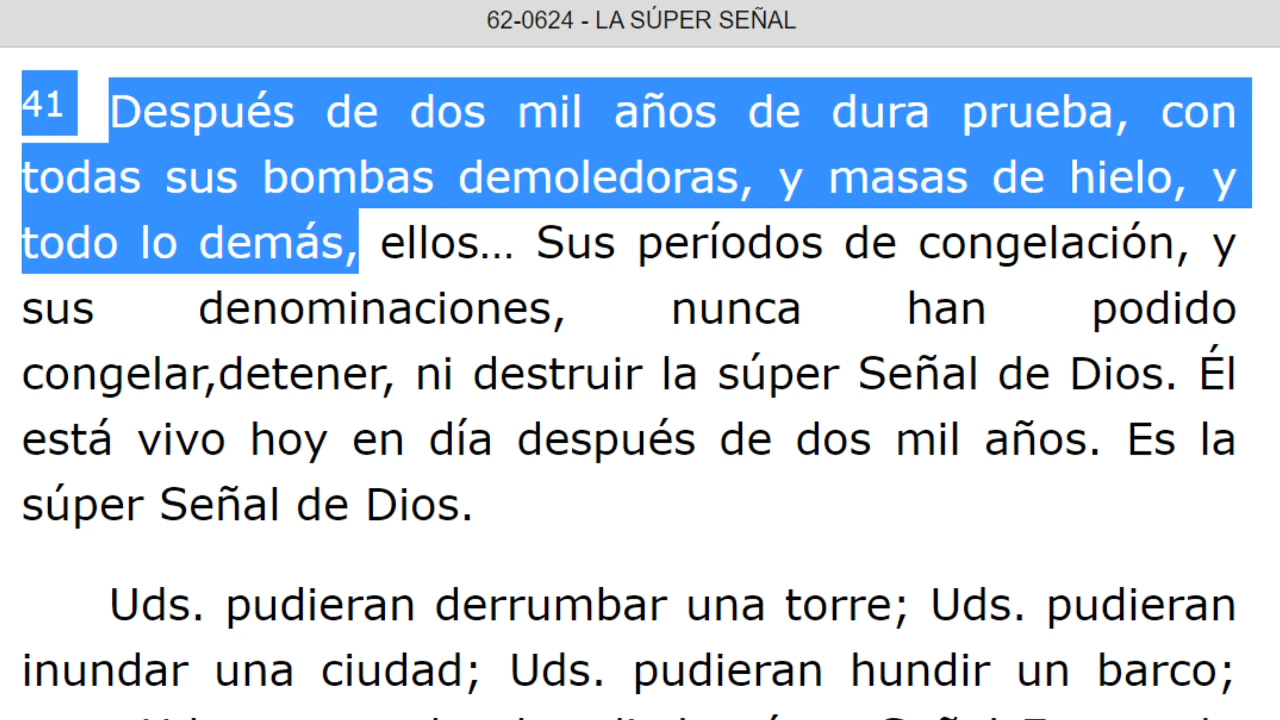 62-0624 - LA SÚPER SEÑAL
41 Después de dos mil años de dura prueba, con
todas sus bombas demoledoras, y masas de hielo, y
todo lo demás, ellos… Sus períodos de congelación, y
sus denominaciones, nunca han podido
congelar,detener, ni destruir la súper Señal de Dios. Él
está vivo hoy en día después de dos mil años. Es la
súper Señal de Dios.
Uds. pudieran derrumbar una torre; Uds. pudieran
inundar una ciudad; Uds. pudieran hundir un barco;